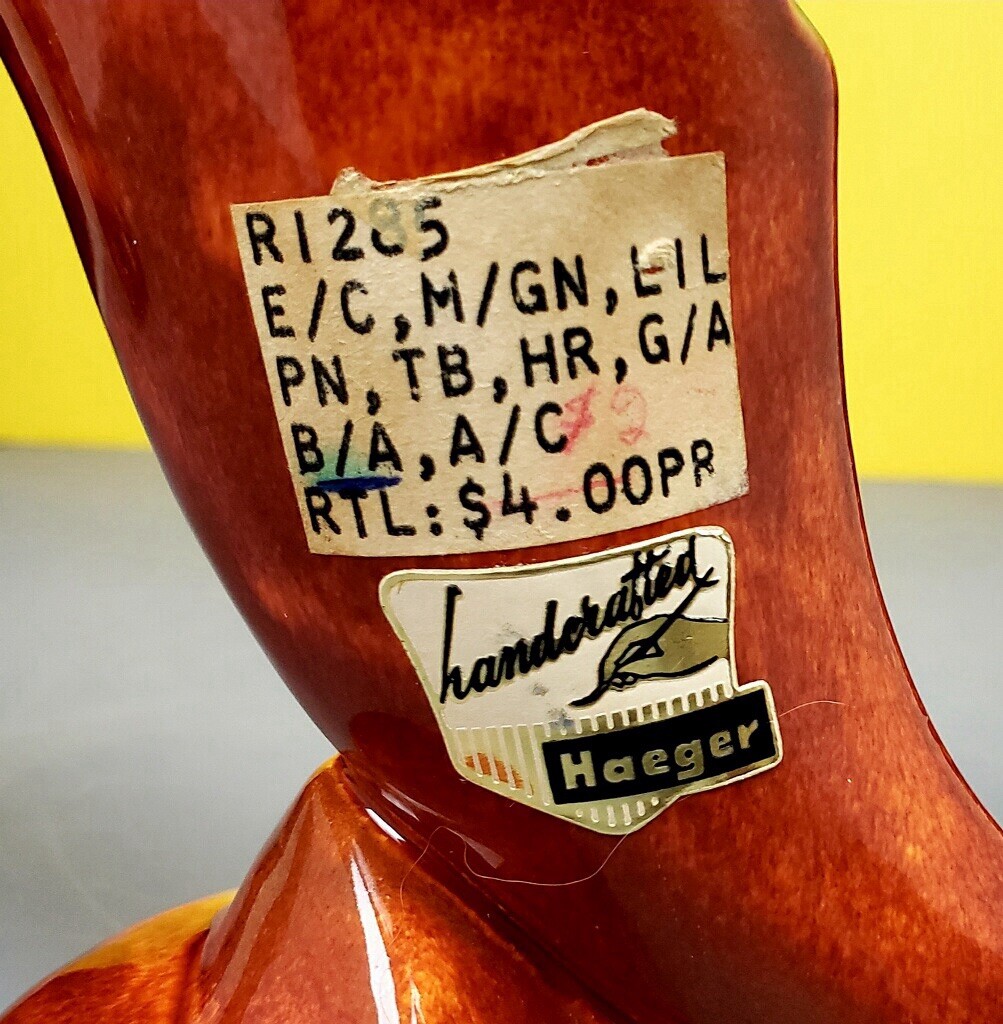 R1285
E/C, M/GN, LIL
PN, TB, HR, G/A
B/A, A/C
RTL: $4.00PR
handcrafted
Haeger